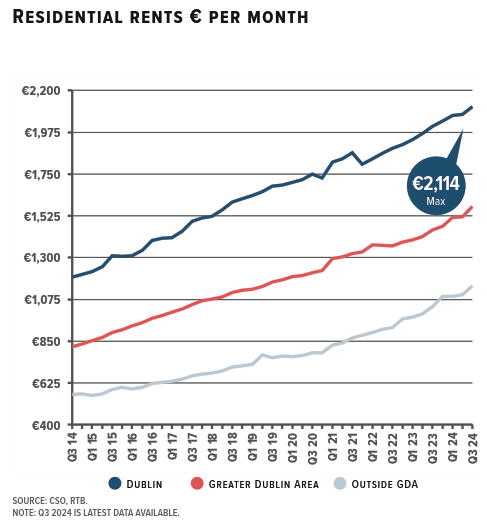 Residential rents € per month
€2,200
€1,975
€1,750
€1,525
€1,300
€1,075
€850
€625
€400
€2,114
Max
Q3 14
Q1 15
Q3 15
Q1 16
Q3 16
Q1 17
Q3 17
Q1 18
Q3 18
Q1 19
Q3 19
Q1 20
Q3 20
Q1 21
Q3 21
Q1 22
Q3 22
Q1 23
Q3 23
Q1 24
Q3 24
Dublin Greater Dublin Area Outside GDA
SOURCE: CSO, RTB.
NOTE: Q3 2024 IS LATEST DATA AVAILABLE.